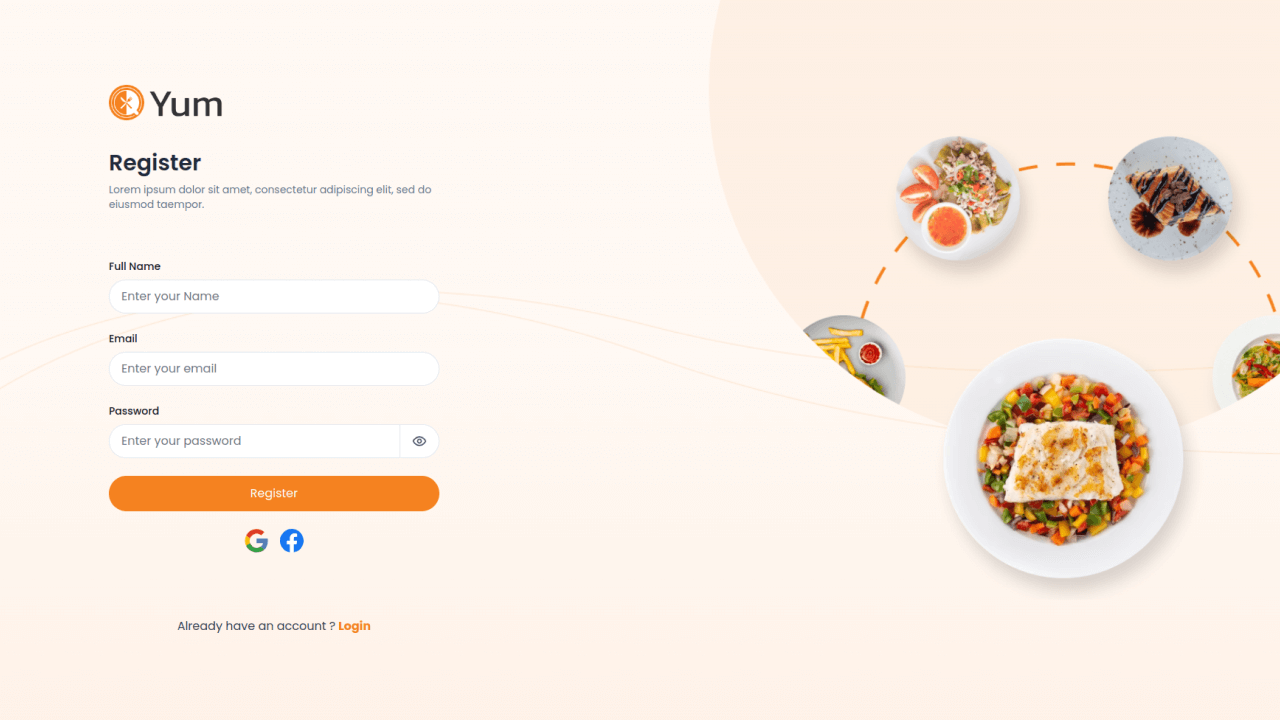 Yum
Register
Lorem ipsum dolor sit amet, consectetur adipiscing elit, sed do
eiusmod taempor.
Full Name
Enter your Name
Email
Enter your email
Password
Enter your password
Register
Already have an account ? Login